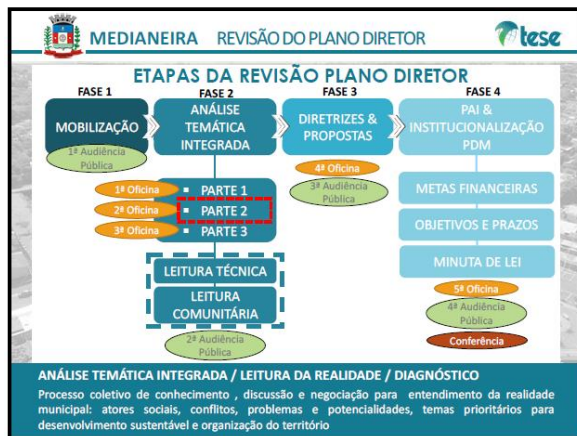 MEDIANEIRA REVISÃO DO PLANO DIRETOR
tese
ETAPAS DA REVISÃO PLANO DIRETOR
FASE 1
FASE 2
FASE 3
FASE 4
MOBILIZAÇÃO
ANÁLISE
TEMÁTICA
INTEGRADA
DIRETRIZES &
PROPOSTAS
PAI &
INSTITUCIONALIZAÇÃO
PDM
1ª Audiência
Pública
4ª Oficina
3ª Audiência
Pública
1ª Oficina
PARTE 1
2ª Oficina
PARTE 2
3ª Oficina
PARTE 3
LEITURA TÉCNICA
LEITURA
COMUNITÁRIA
2ª Audiência
Pública
METAS FINANCEIRAS
OBJETIVOS E PRAZOS
MINUTA DE LEI
5ª Oficina
4ª Audiência
Pública
Conferência
ANÁLISE TEMÁTICA INTEGRADA / LEITURA DA REALIDADE / DIAGNÓSTICO
Processo coletivo de conhecimento , discussão e negociação para entendimento da realidade
municipal: atores sociais, conflitos, problemas e potencialidades, temas prioritários para
desenvolvimento sustentável e organização do território